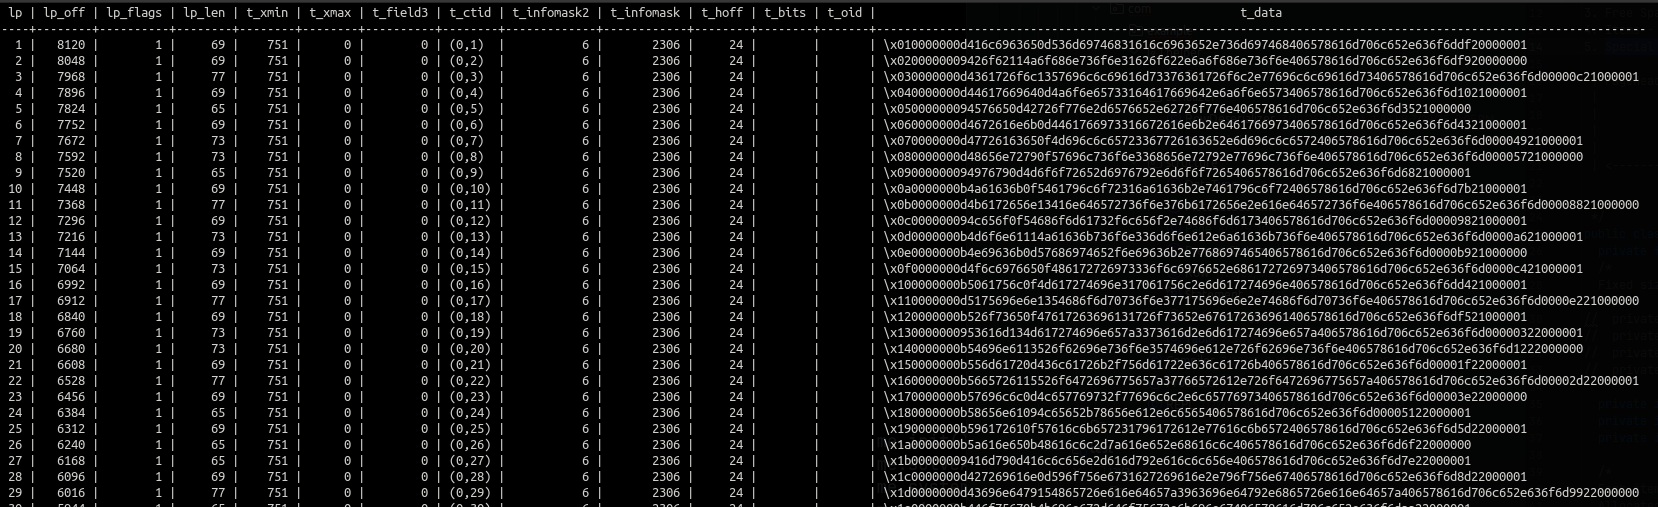 lp | lp_off | lp_flags | lp_len | t_xmin | t_xmax | t_field3 | t_ctid | t_infomask2 | t_infomask | t_hoff | t_bits | t_oid | t_data
1 | 8120 | 1 | 69 | 751 | 0 | 0 | (0,1) | 6 | 2306 | 24 | | | \x010000000d416c6963650d536d69746831616c6963652e736d697468406578616d706c652e636f6ddf20000001
2 | 8048 | 1 | 69 | 751 | 0 | 0 | (0,2) | 6 | 2306 | 24 | | | \x0200000009426f62114a6f686e736f6e31626f622e6a6f686e736f6e406578616d706c652e636f6df920000000
3 | 7968 | 1 | 77 | 751 | 0 | 0 | (0,3) | 6 | 2306 | 24 | | | \x030000000d4361726f6c1357696c6c69616d73376361726f6c2e77696c6c69616d73406578616d706c652e636f6d00000c21000001
4 | 7896 | 1 | 69 | 751 | 0 | 0 | (0,4) | 6 | 2306 | 24 | | | \x040000000d44617669640d4a6f6e65733164617669642e6a6f6e6573406578616d706c652e636f6d1021000001
5 | 7824 | 1 | 65 | 751 | 0 | 0 | (0,5) | 6 | 2306 | 24 | | | \x05000000094576650d42726f776e2d6576652e62726f776e406578616d706c652e636f6d3521000000
6 | 7752 | 1 | 69 | 751 | 0 | 0 | (0,6) | 6 | 2306 | 24 | | | \x060000000d4672616e6b0d4461766973316672616e6b2e6461766973406578616d706c652e636f6d4321000001
7 | 7672 | 1 | 73 | 751 | 0 | 0 | (0,7) | 6 | 2306 | 24 | | | \x070000000d47726163650f4d696c6c65723367726163652e6d696c6c6572406578616d706c652e636f6d00004921000001
8 | 7592 | 1 | 73 | 751 | 0 | 0 | (0,8) | 6 | 2306 | 24 | | | \x080000000d48656e72790f57696c736f6e3368656e72792e77696c736f6e406578616d706c652e636f6d00005721000000
9 | 7520 | 1 | 65 | 751 | 0 | 0 | (0,9) | 6 | 2306 | 24 | | | \x09000000094976790d4d6f6f72652d6976792e6d6f6f7265406578616d706c652e636f6d6821000001
10 | 7448 | 1 | 69 | 751 | 0 | 0 | (0,10) | 6 | 2306 | 24 | | | \x0a0000000b4a61636b0f5461796c6f72316a61636b2e7461796c6f72406578616d706c652e636f6d7b21000001
11 | 7368 | 1 | 77 | 751 | 0 | 0 | (0,11) | 6 | 2306 | 24 | | | \x0b0000000d4b6172656e13416e646572736f6e376b6172656e2e616e646572736f6e406578616d706c652e636f6d00008821000000
12 | 7296 | 1 | 69 | 751 | 0 | 0 | (0,12) | 6 | 2306 | 24 | | | \x0c000000094c656f0f54686f6d61732f6c656f2e74686f6d6173406578616d706c652e636f6d00009821000001
13 | 7216 | 1 | 73 | 751 | 0 | 0 | (0,13) | 6 | 2306 | 24 | | | \x0d0000000b4d6f6e61114a61636b736f6e336d6f6e612e6a61636b736f6e406578616d706c652e636f6d0000a621000001
14 | 7144 | 1 | 69 | 751 | 0 | 0 | (0,14) | 6 | 2306 | 24 | | | \x0e0000000b4e69636b0d57686974652f6e69636b2e7768697465406578616d706c652e636f6d0000b921000000
15 | 7064 | 1 | 73 | 751 | 0 | 0 | (0,15) | 6 | 2306 | 24 | | | \x0f0000000d4f6c6976650f486172726973336f6c6976652e686172726973406578616d706c652e636f6d0000c421000001
16 | 6992 | 1 | 69 | 751 | 0 | 0 | (0,16) | 6 | 2306 | 24 | | | \x100000000b5061756c0f4d617274696e317061756c2e6d617274696e406578616d706c652e636f6dd421000001
17 | 6912 | 1 | 77 | 751 | 0 | 0 | (0,17) | 6 | 2306 | 24 | | | \x110000000d5175696e6e1354686f6d70736f6e377175696e6e2e74686f6d70736f6e406578616d706c652e636f6d0000e221000000
18 | 6840 | 1 | 69 | 751 | 0 | 0 | (0,18) | 6 | 2306 | 24 | | | \x120000000b526f73650f47617263696131726f73652e676172636961406578616d706c652e636f6df521000001
19 | 6760 | 1 | 73 | 751 | 0 | 0 | (0,19) | 6 | 2306 | 24 | | | \x130000000953616d134d617274696e657a3373616d2e6d617274696e657a406578616d706c652e636f6d00000322000001
20 | 6680 | 1 | 73 | 751 | 0 | 0 | (0,20) | 6 | 2306 | 24 | | | \x140000000b54696e6113526f62696e736f6e3574696e612e726f62696e736f6e406578616d706c652e636f6d1222000000
21 | 6608 | 1 | 69 | 751 | 0 | 0 | (0,21) | 6 | 2306 | 24 | | | \x150000000b556d61720d436c61726b2f756d61722e636c61726b406578616d706c652e636f6d00001f22000001
22 | 6528 | 1 | 77 | 751 | 0 | 0 | (0,22) | 6 | 2306 | 24 | | | \x160000000b5665726115526f6472696775657a37766572612e726f6472696775657a406578616d706c652e636f6d00002d22000001
23 | 6456 | 1 | 69 | 751 | 0 | 0 | (0,23) | 6 | 2306 | 24 | | | \x170000000b57696c6c0d4c657769732f77696c6c2e6c65776973406578616d706c652e636f6d00003e22000000
24 | 6384 | 1 | 65 | 751 | 0 | 0 | (0,24) | 6 | 2306 | 24 | | | \x180000000b58656e61094c65652b78656e612e6c6565406578616d706c652e636f6d00005122000001
25 | 6312 | 1 | 69 | 751 | 0 | 0 | (0,25) | 6 | 2306 | 24 | | | \x190000000b596172610f57616c6b657231796172612e77616c6b6572406578616d706c652e636f6d5d22000001
26 | 6240 | 1 | 65 | 751 | 0 | 0 | (0,26) | 6 | 2306 | 24 | | | \x1a0000000b5a616e650b48616c6c2d7a616e652e68616c6c406578616d706c652e636f6d6f22000000
27 | 6168 | 1 | 65 | 751 | 0 | 0 | (0,27) | 6 | 2306 | 24 | | | \x1b00000009416d790d416c6c656e2d616d792e616c6c656e406578616d706c652e636f6d7e22000001
28 | 6096 | 1 | 69 | 751 | 0 | 0 | (0,28) | 6 | 2306 | 24 | | | \x1c0000000d427269616e0d596f756e6731627269616e2e796f756e67406578616d706c652e636f6d8d22000001
29 | 6016 | 1 | 77 | 751 | 0 | 0 | (0,29) | 6 | 2306 | 24 | | | \x1d0000000d43696e6479154865726e616e64657a3963696e64792e6865726e616e64657a406578616d706c652e636f6d9922000000